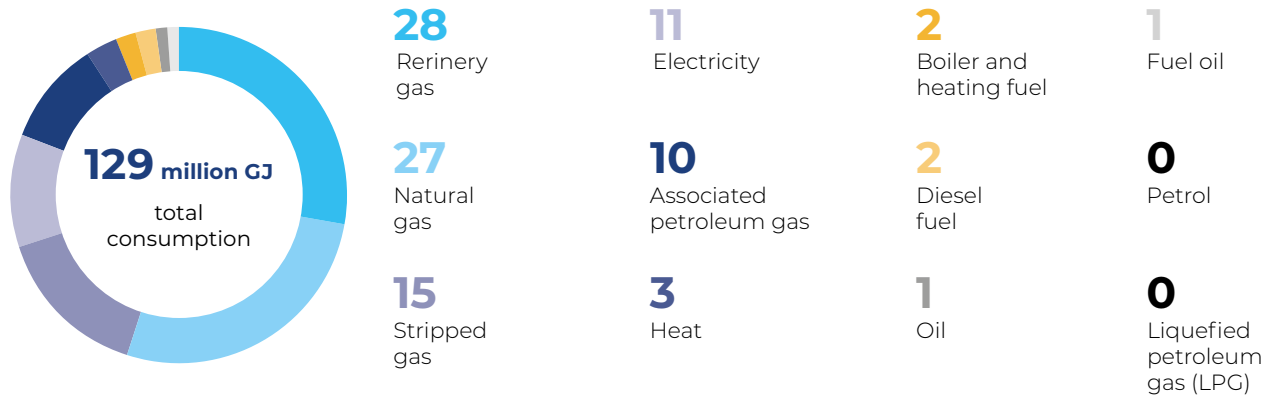 129 million GJ
total
consumption
28
Rerinery
gas
27
Natural
gas
15
Stripped
gas
11
Electricity
10
Associated
petroleum gas
3
Heat
2
Boiler and
heating fuel
2
Diesel
fuel
1
Oil
1
Fuel oil
0
Petrol
0
Liquefied
petroleum
gas (LPG)